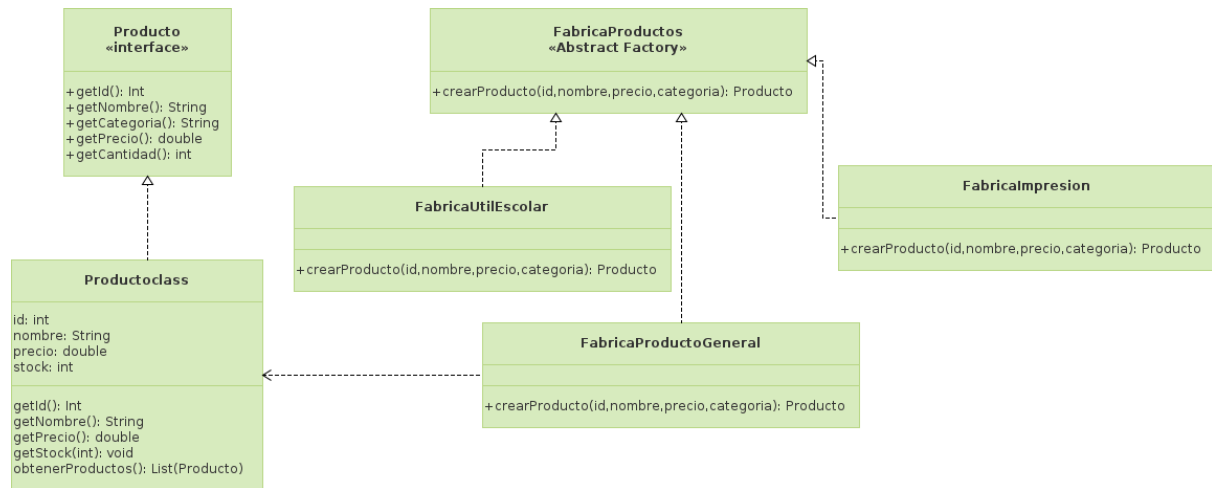 Producto
«interface»
+getId(): Int
+getNombre(): String
+getCategoria(): String
+getPrecio(): double
+getCantidad(): int
FabricaProductos
«Abstract Factory»
+crearProducto(id,nombre,precio,categoria): Producto
FabricaUtilEscolar
+crearProducto(id,nombre,precio,categoria): Producto
FabricaImpresion
+crearProducto(id,nombre,precio,categoria): Producto
Productoclass
id: int
nombre: String
precio: double
stock: int
getId(): Int
getNombre(): String
getPrecio(): double
getStock(int): void
obtenerProductos(): List(Producto)
FabricaProductoGeneral
+crearProducto(id,nombre,precio,categoria): Producto